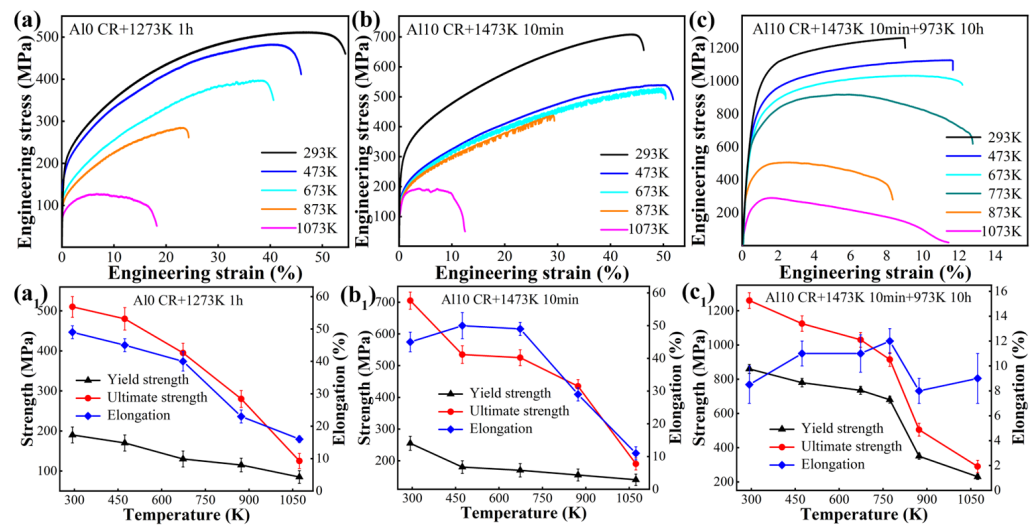 (a)
Al0 CR+1273K 1h
500
400
300
200
100
0
Engineering stress (MPa)
293K
473K
673K
873K
1073K
0 10 20 30 40 50
Engineering strain (%)
(b)
Al10 CR+1473K 10min
700
600
500
400
300
200
100
Engineering stress (MPa)
293K
473K
673K
873K
1073K
0 10 20 30 40 50
Engineering strain (%)
(c)
Al10 CR+1473K 10min+973K 10h
1200
1000
800
600
400
200
Engineering stress (MPa)
293K
473K
673K
773K
873K
1073K
0 2 4 6 8 10 12 14
Engineering strain (%)
(a1)
Al0 CR+1273K 1h
500
400
300
200
100
Strength (MPa)
Yield strength
Ultimate strength
Elongation
60
50
40
30
20
10
0
Elongation (%)
300 450 600 750 900 1050
Temperature (K)
(b1)
Al10 CR+1473K 10min
700
600
500
400
300
200
Strength (MPa)
Yield strength
Ultimate strength
Elongation
60
50
40
30
20
10
0
Elongation (%)
300 450 600 750 900 1050
Temperature (K)
(c1)
Al10 CR+1473K 10min+973K 10h
1200
1000
800
600
400
200
Strength (MPa)
Yield strength
Ultimate strength
Elongation
16
14
12
10
8
6
4
2
0
Elongation (%)
300 450 600 750 900 1050
Temperature (K)